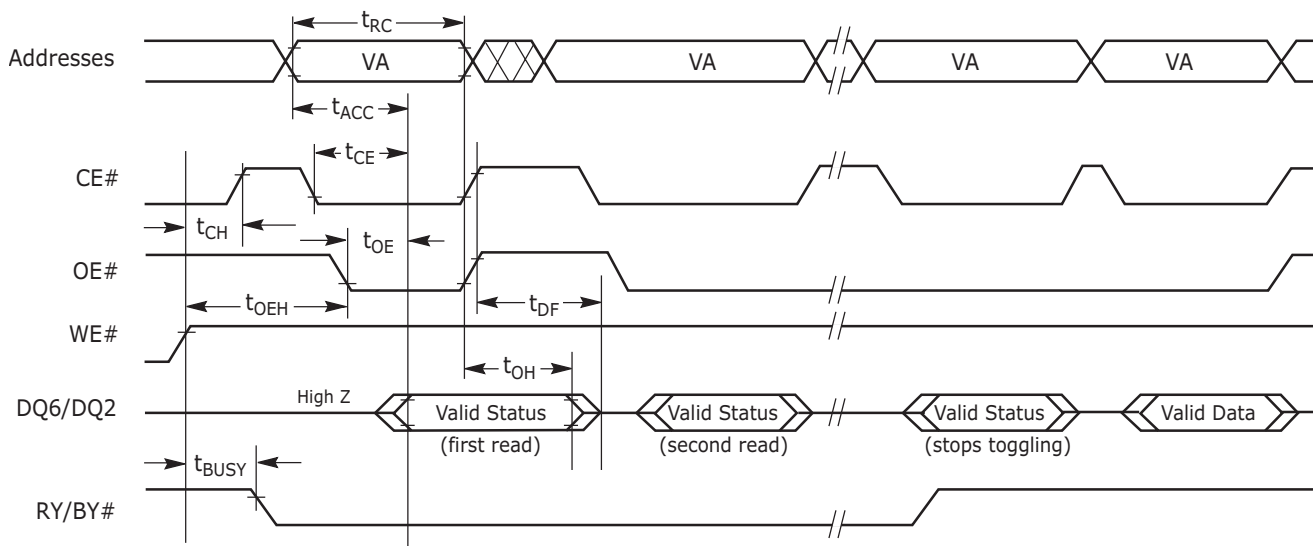 tRC
Addresses VA VA VA VA
tACC
tCE
CE#
tCH tOE
OE#
tOEH tDF
WE#
tOH
High Z
DQ6/DQ2 Valid Status Valid Status Valid Status Valid Data
(first read) (second read) (stops toggling)
tBUSY
RY/BY#